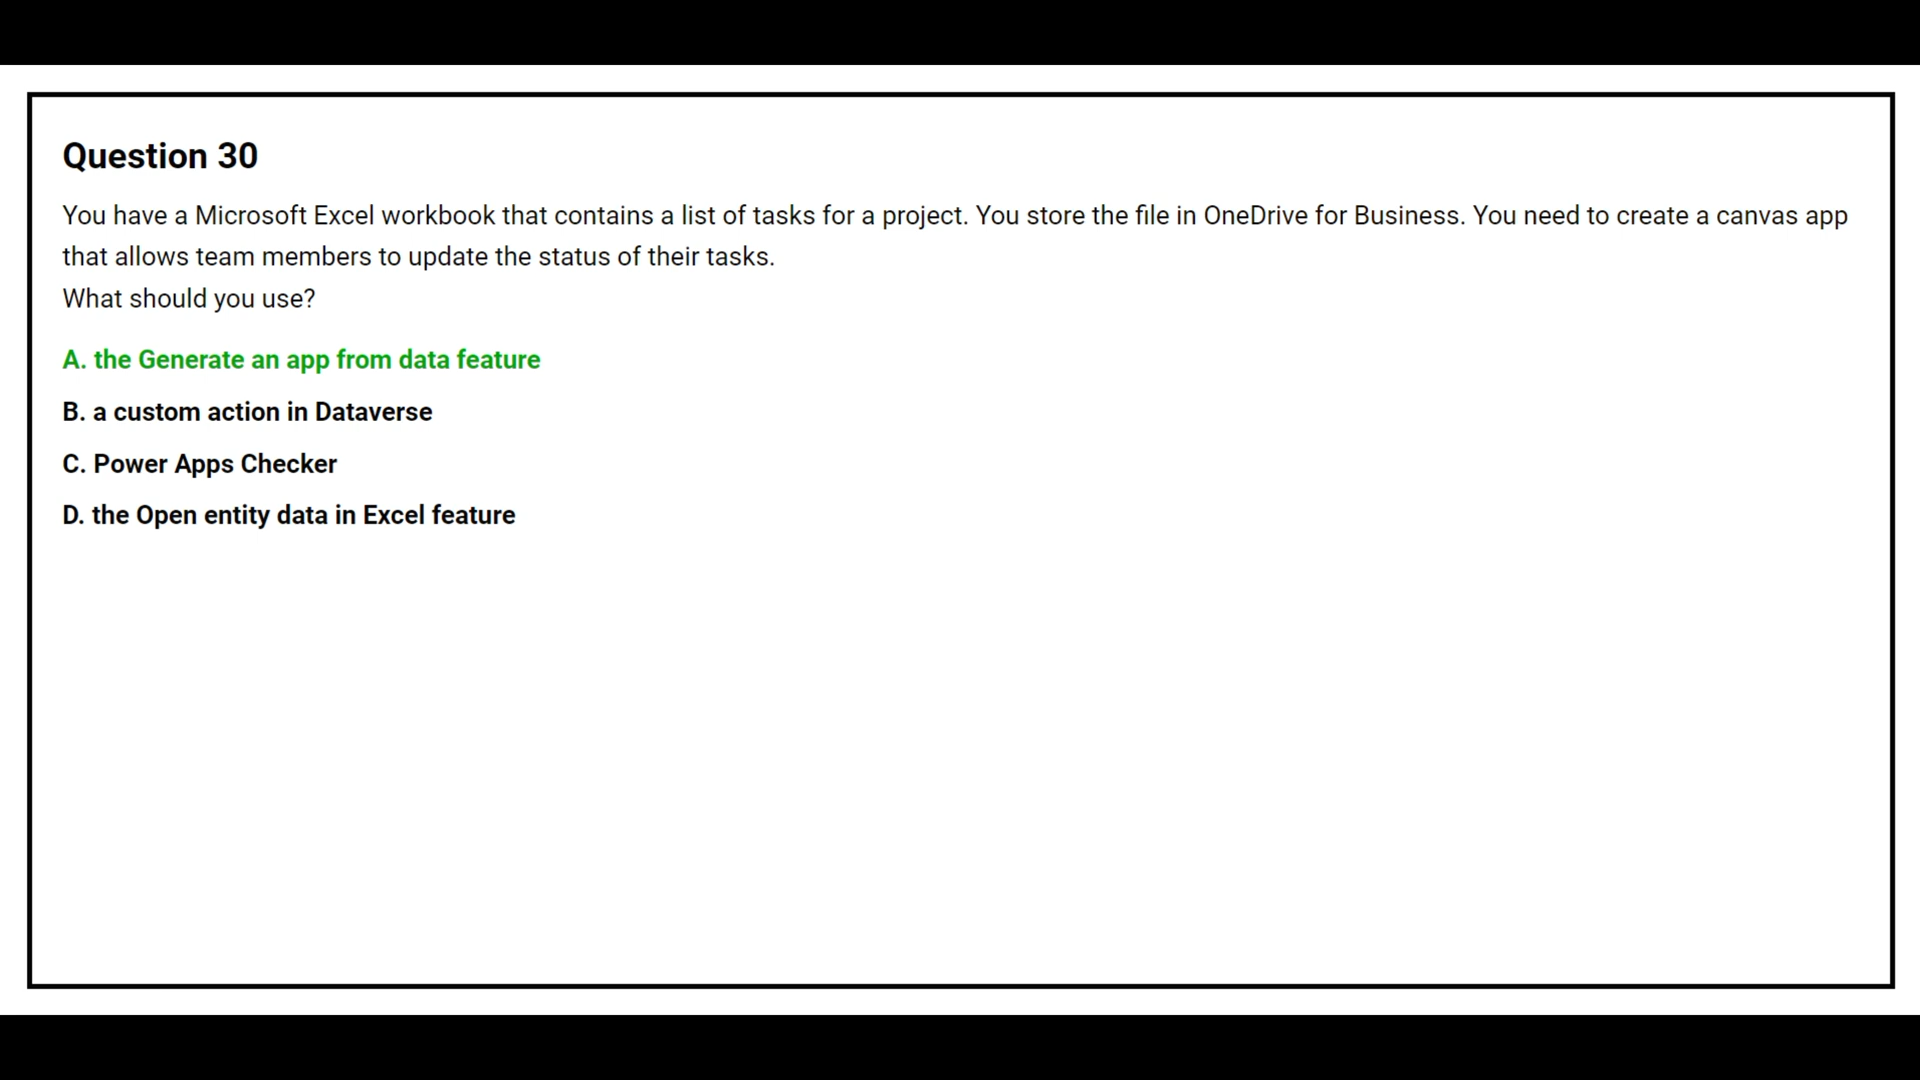 Question 30
You have a Microsoft Excel workbook that contains a list of tasks for a project. You store the file in OneDrive for Business. You need to create a canvas app
that allows team members to update the status of their tasks.
What should you use?
A. the Generate an app from data feature
B. a custom action in Dataverse
C. Power Apps Checker
D. the Open entity data in Excel feature